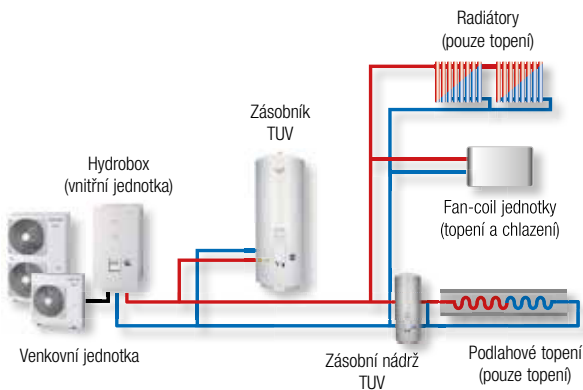 Radiátory
(pouze topení)
Zásobník
TUV
Hydrobox
(vnitřní jednotka)
Fan-coil jednotky
(topení a chlazení)
Venkovní jednotka
Zásobní nádrž
TUV
Podlahové topení
(pouze topení)